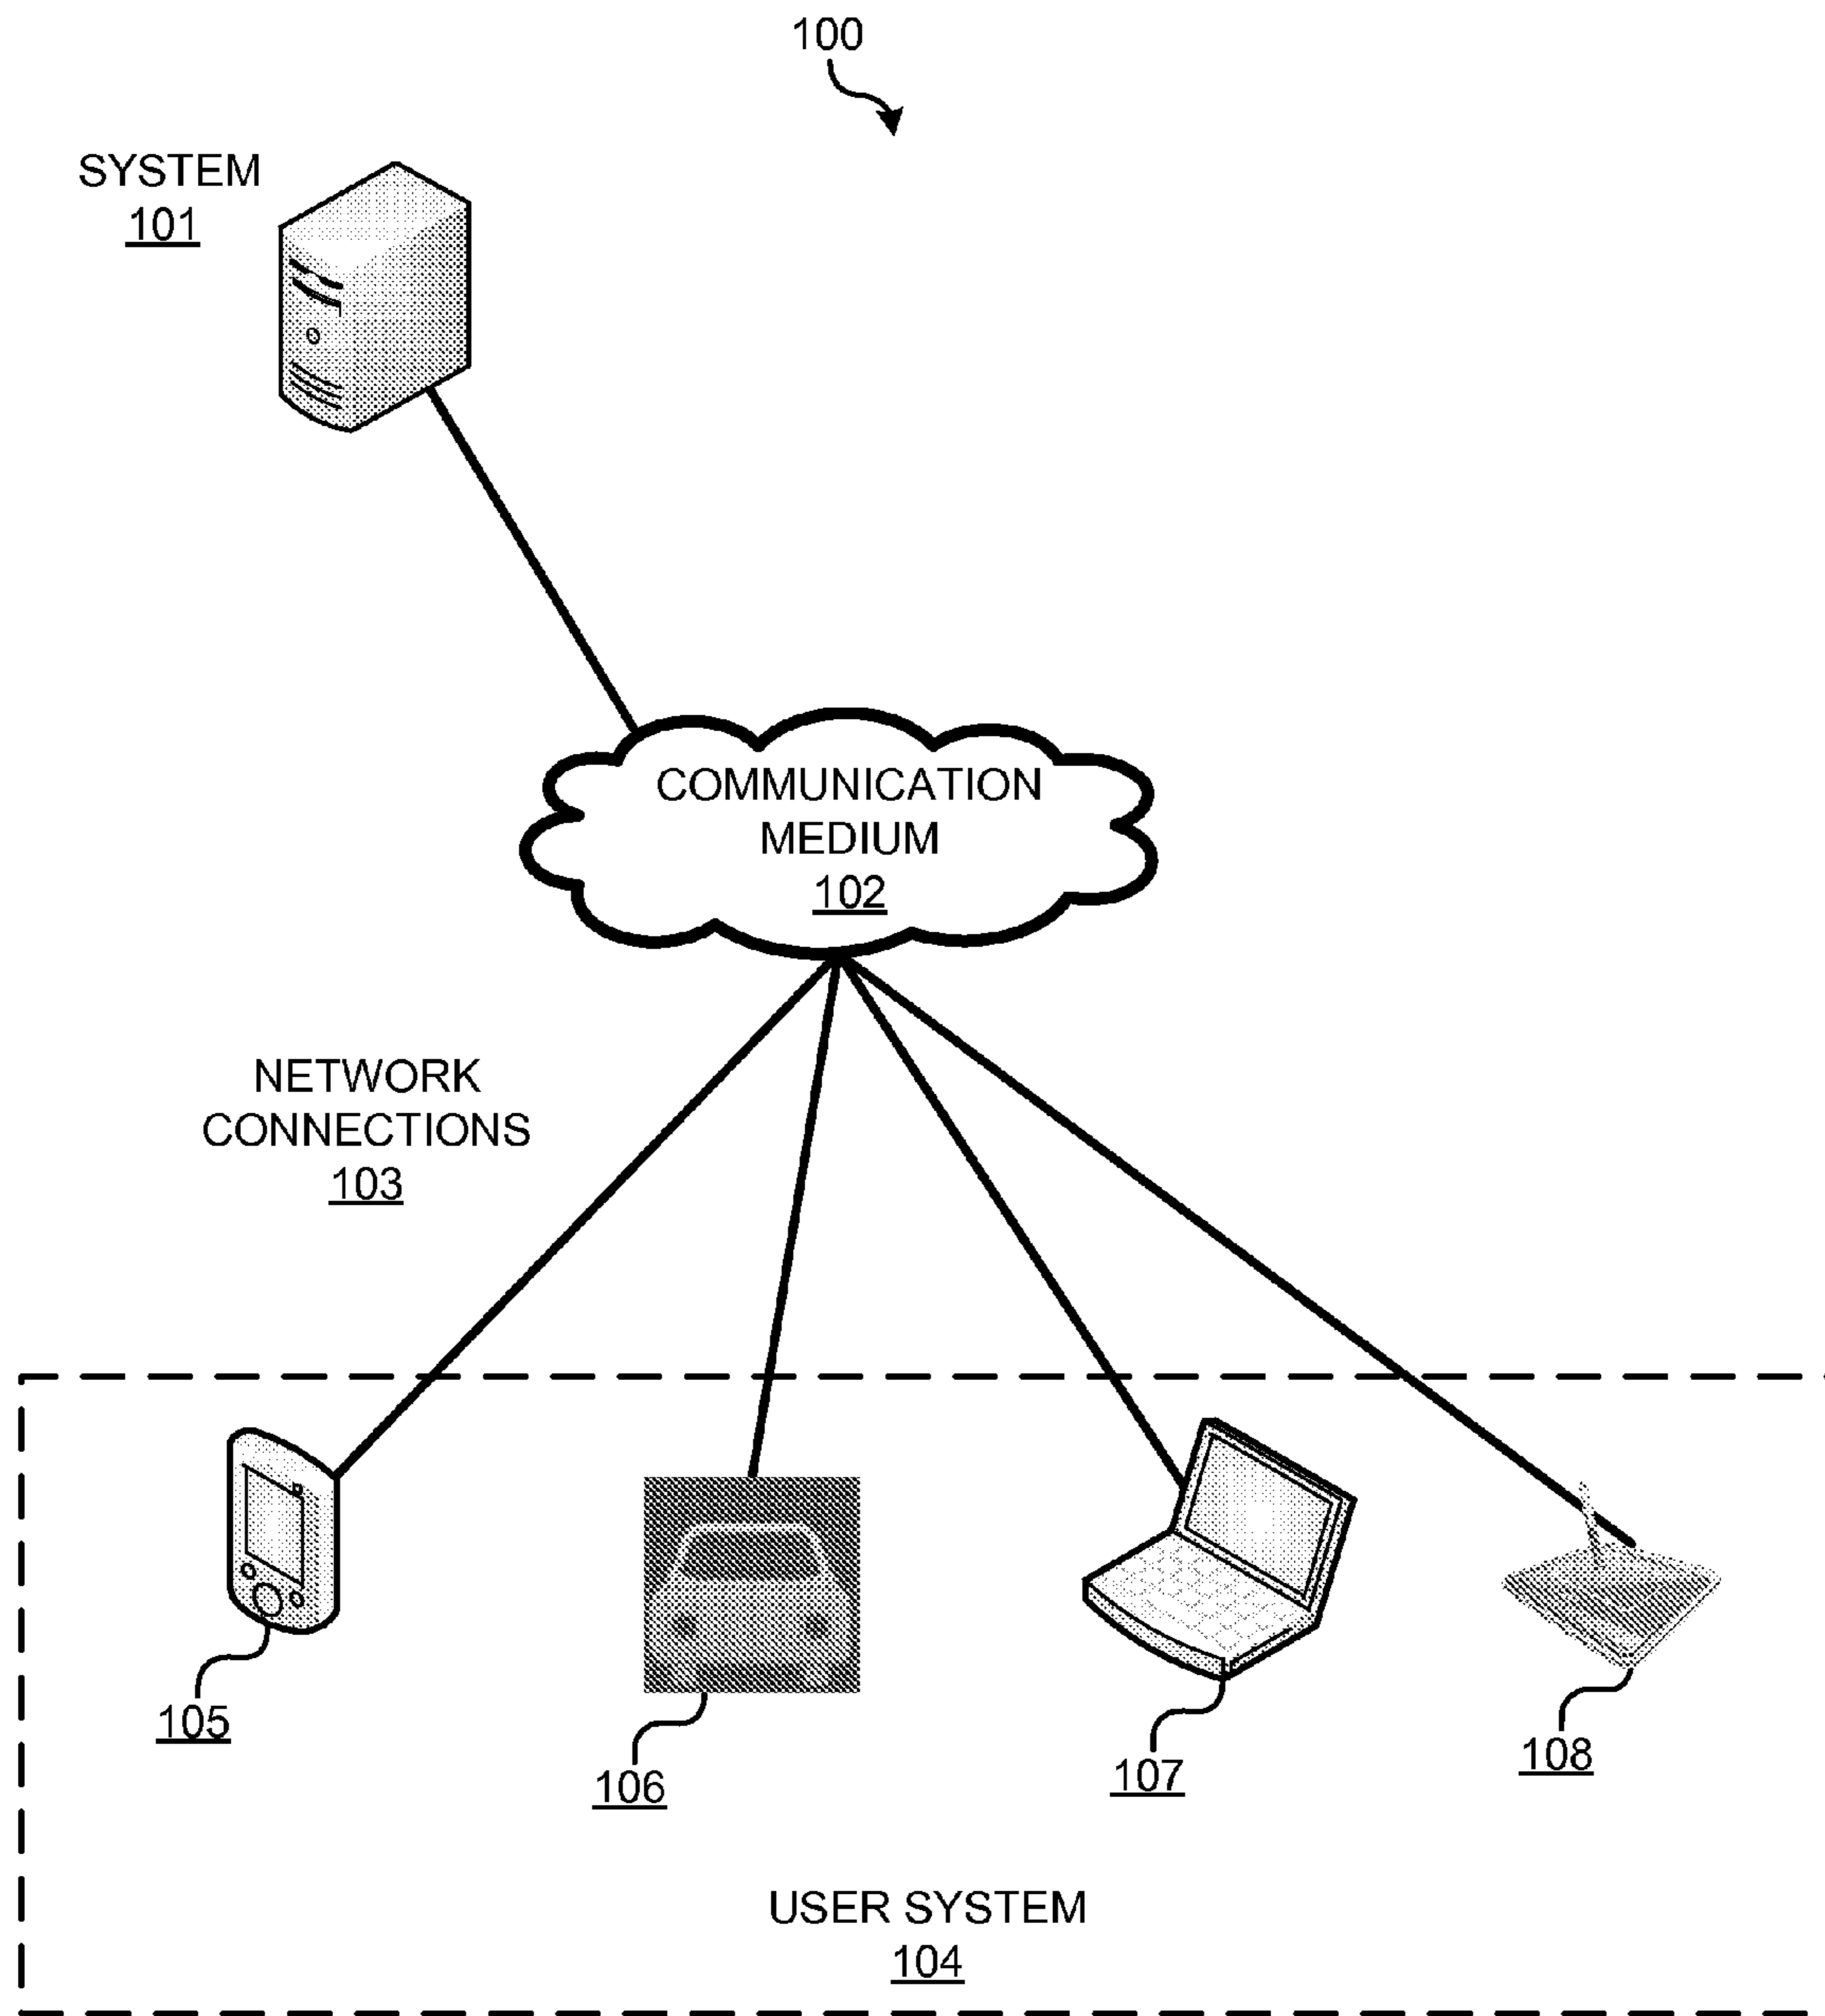 100
SYSTEM
101
COMMUNICATION
MEDIUM
102
NETWORK
CONNECTIONS
103
105
106
107
108
USER SYSTEM
104